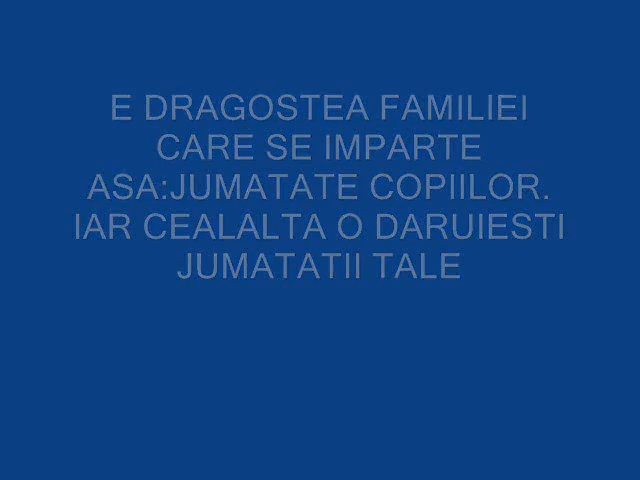 E DRAGOSTEA FAMILIEI
CARE SE IMPARTE
ASA:JUMATATE COPIILOR.
IAR CEALALTA O DARUIESTI
JUMATATII TALE